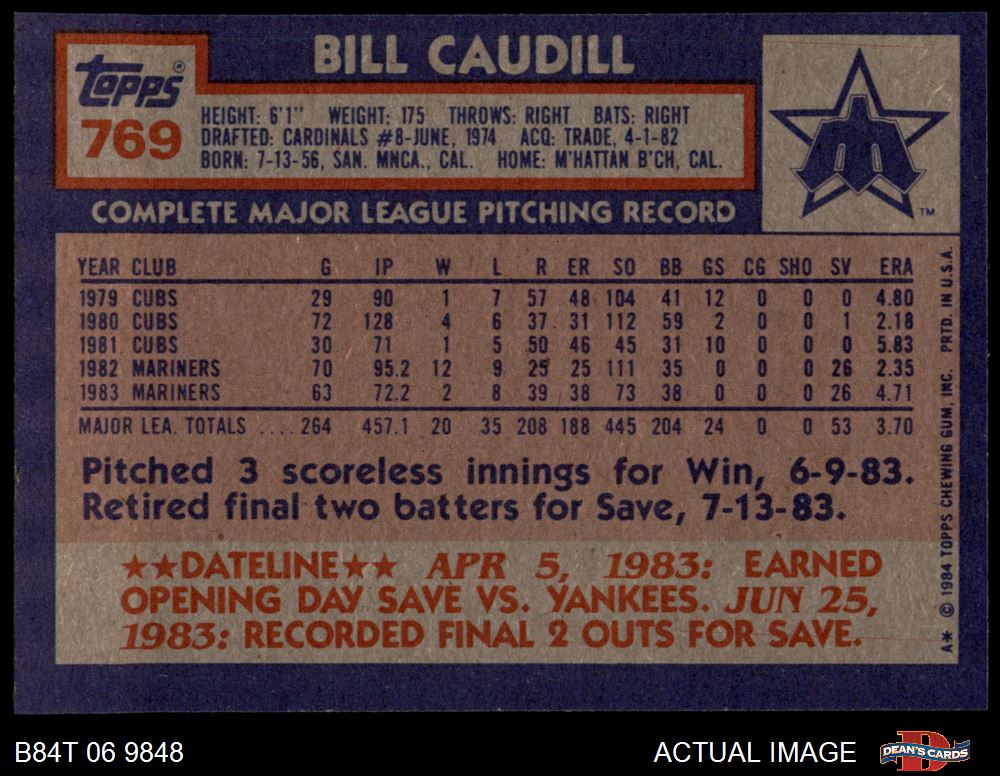 BILL CAUDILL
Topps®
769
HEIGHT: 6'1" WEIGHT: 175 THROWS: RIGHT BATS: RIGHT
DRAFTED: CARDINALS #8-JUNE, 1974 ACQ: TRADE, 4-1-82
BORN: 7-13-56, SAN. MNCA., CAL. HOME: M'HATTAN B'CH, CAL.
TM
COMPLETE MAJOR LEAGUE PITCHING RECORD
YEAR CLUB G IP W L R ER SO BB GS CG SHO SV ERA
1979 CUBS 29 90 1 7 57 48 104 41 12 0 0 0 4.80
1980 CUBS 72 128 4 6 37 31 112 59 2 0 0 1 2.18
1981 CUBS 30 71 1 5 50 46 45 31 10 0 0 0 5.83
1982 MARINERS 70 95.2 12 9 25 25 111 35 0 0 0 26 2.35
1983 MARINERS 63 72.2 2 8 39 38 73 38 0 0 0 26 4.71
MAJOR LEA. TOTALS .... 264 457.1 20 35 208 188 445 204 24 0 0 53 3.70
Pitched 3 scoreless innings for Win, 6-9-83.
Retired final two batters for Save, 7-13-83.
★★DATELINE★★ APR 5, 1983: EARNED
OPENING DAY SAVE VS. YANKEES. JUN 25,
1983: RECORDED FINAL 2 OUTS FOR SAVE.
A* © 1984 TOPPS CHEWING GUM, INC. PRTD. IN U.S.A.
B84T 06 9848
ACTUAL IMAGE
DEAN'S CARDS